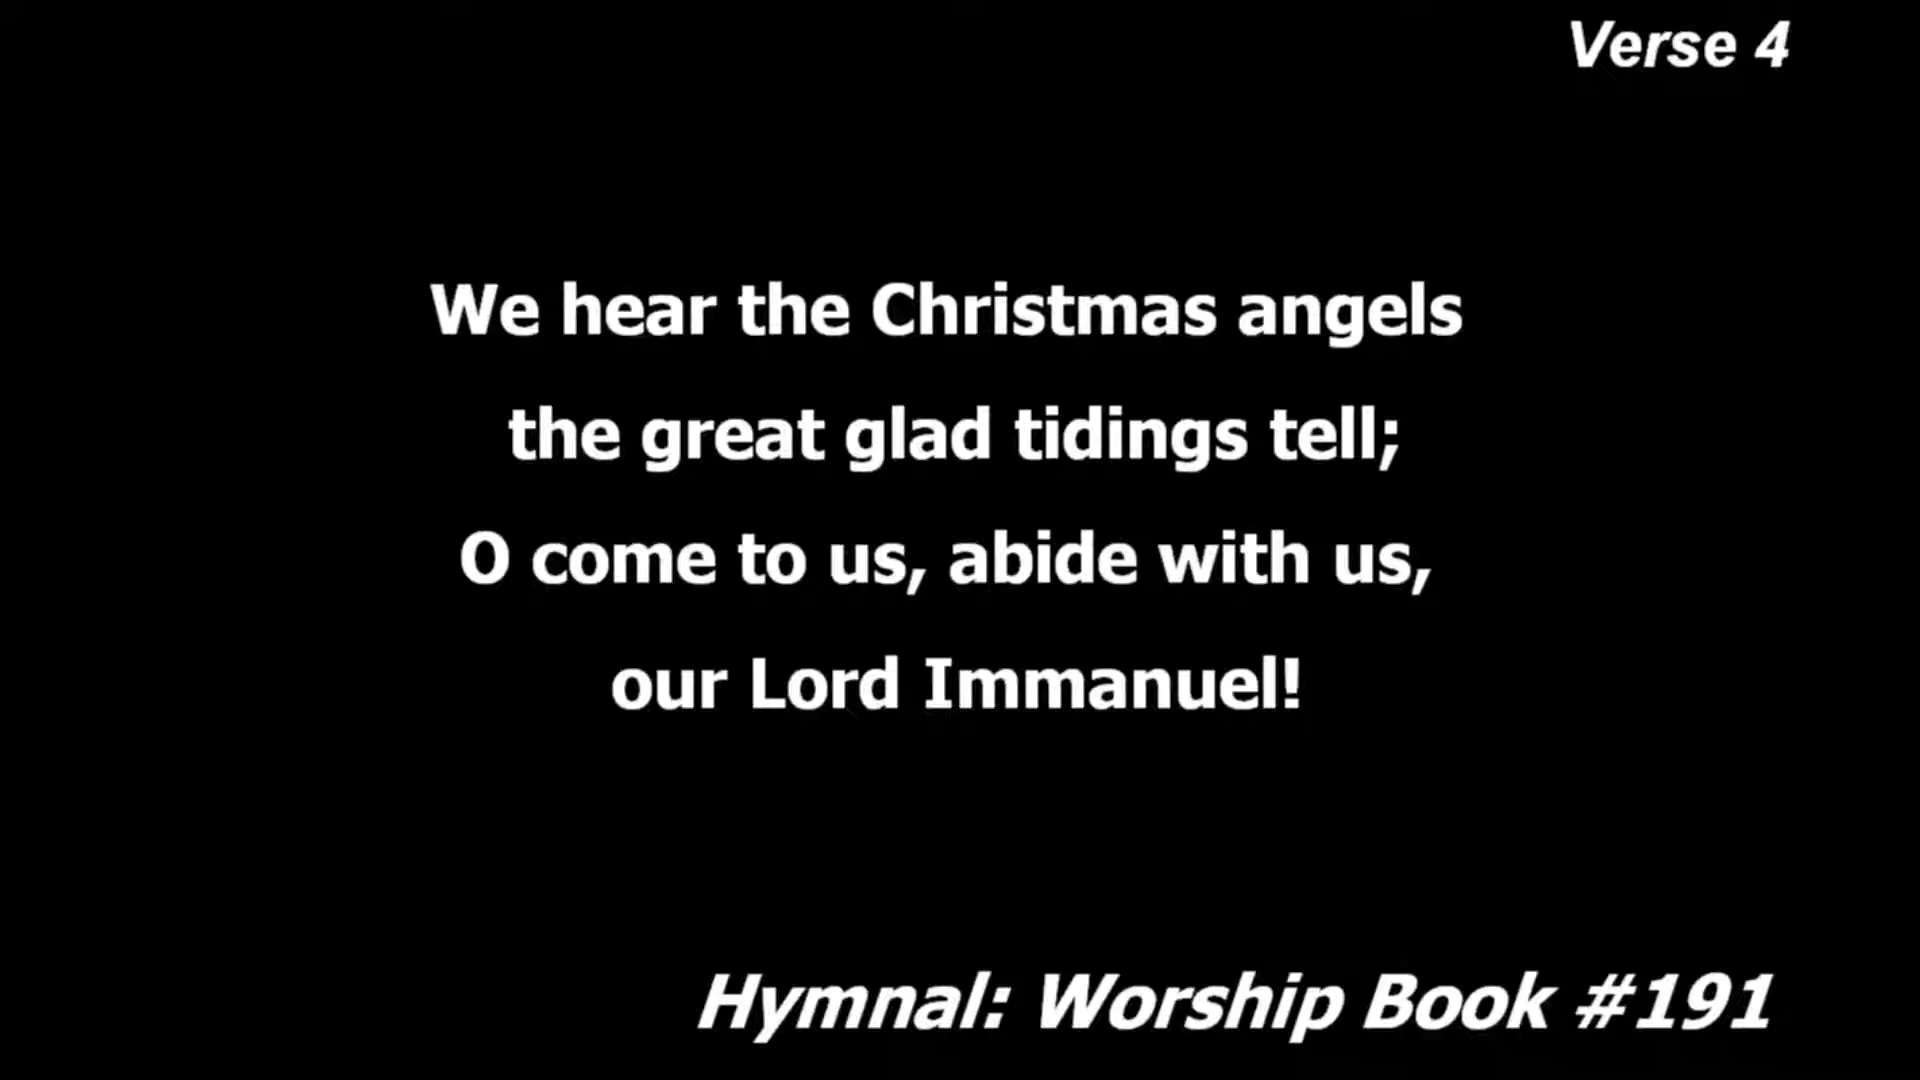 Verse 4
We hear the Christmas angels
the great glad tidings tell;
O come to us, abide with us,
our Lord Immanuel!
Hymnal: Worship Book #191